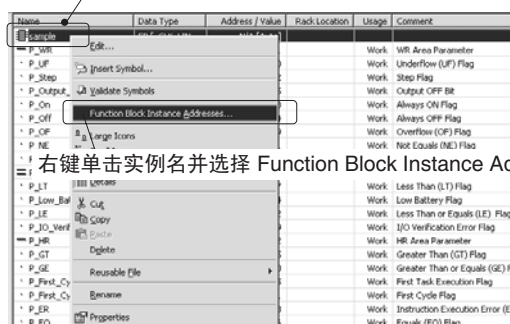 Name Data Type Address / Value Rack Location Usage Comment
sample N/A [Auto]
P_WR Work WR Area Parameter
Edit...
P_UF Work Underflow (UF) Flag
Insert Symbol...
P_Step Work Step Flag
P_Output_ Work Output OFF Bit
Validate Symbols
P_On Work Always ON Flag
P_Off Work Always OFF Flag
Function Block Instance Addresses...
P_OF Work Overflow (OF) Flag
Large Icons
P_NE Work Not Equals (NE) Flag
右键单击实例名并选择 Function Block Instance Ad
Details
P_LT Work Less Than (LT) Flag
P_Low_Bat Work Low Battery Flag
Cut
P_LE Work Less Than or Equals (LE) Flag
Copy
P_IO_Verif Work I/O Verification Error Flag
Paste
P_HR Work HR Area Parameter
P_GT Work Greater Than (GT) Flag
Delete
P_GE Work Greater Than or Equals (GE) F
Reusable File
P_First_Cy Work First Task Execution Flag
P_First_Cy Work First Cycle Flag
Rename
P_ER Work Instruction Execution Error (E
Properties
P_EQ Work Equals (EQ) Flag